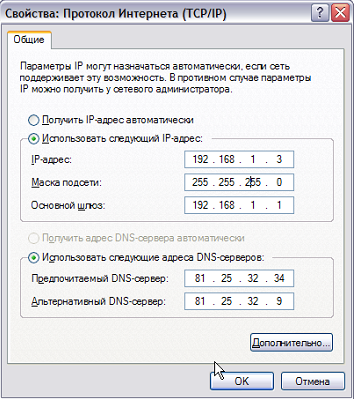 Свойства: Протокол Интернета (TCP/IP)
Общие
Параметры IP могут назначаться автоматически, если сеть
поддерживает эту возможность. В противном случае параметры
IP можно получить у сетевого администратора.
Получить IP-адрес автоматически
Использовать следующий IP-адрес:
IP-адрес: 192 . 168 . 1 . 3
Маска подсети: 255 . 255 . 255 . 0
Основной шлюз: 192 . 168 . 1 . 1
Получить адрес DNS-сервера автоматически
Использовать следующие адреса DNS-серверов:
Предпочитаемый DNS-сервер: 81 . 25 . 32 . 34
Альтернативный DNS-сервер: 81 . 25 . 32 . 9
Дополнительно...
OK Отмена